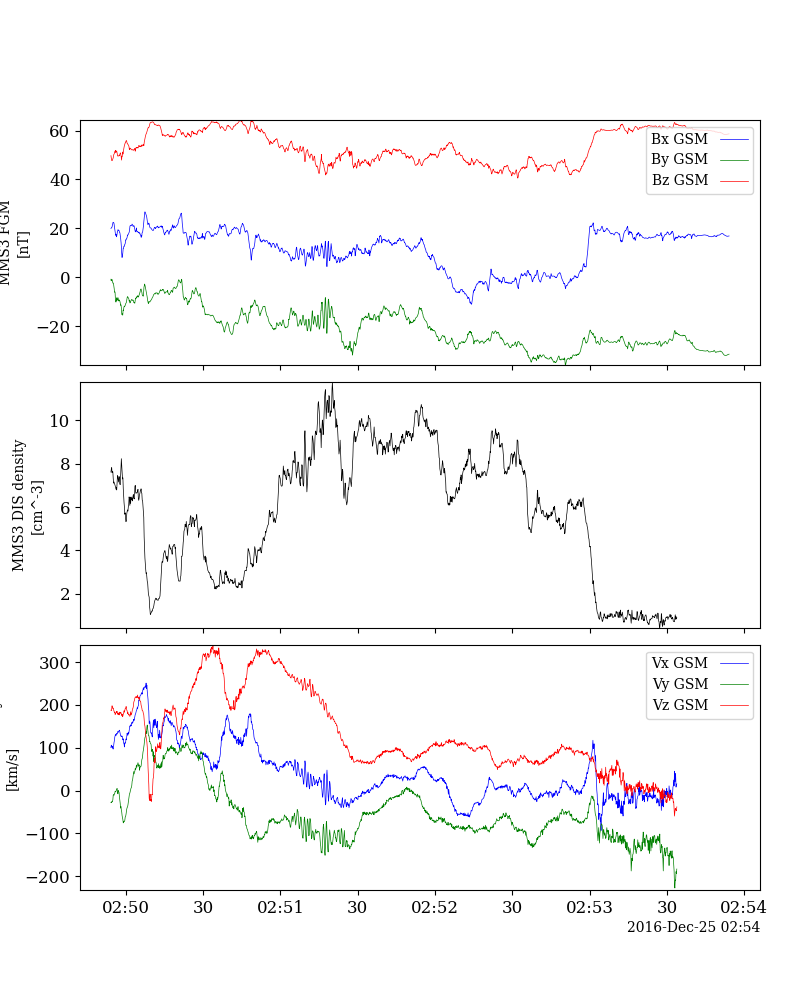 60
40
20
0
−20
MMS3 FGM
[nT]
Bx GSM
By GSM
Bz GSM
10
8
6
4
2
MMS3 DIS density
[cm^-3]
300
200
100
0
−100
−200
[km/s]
Vx GSM
Vy GSM
Vz GSM
02:50 30 02:51 30 02:52 30 02:53 30 02:54
2016-Dec-25 02:54